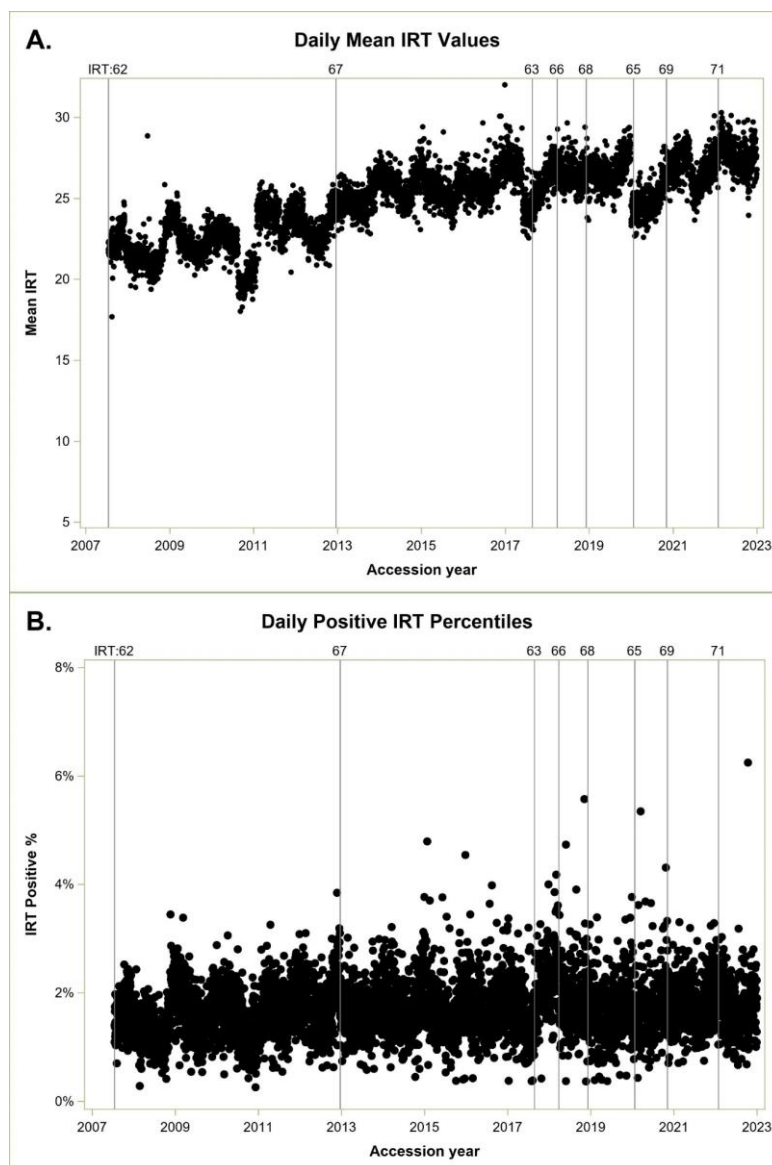 A.
Daily Mean IRT Values
IRT:62 67 63 66 68 65 69 71
30
25
20
15
10
5
Mean IRT
2007 2009 2011 2013 2015 2017 2019 2021 2023
Accession year
B.
Daily Positive IRT Percentiles
IRT:62 67 63 66 68 65 69 71
8%
6%
4%
2%
0%
IRT Positive %
2007 2009 2011 2013 2015 2017 2019 2021 2023
Accession year